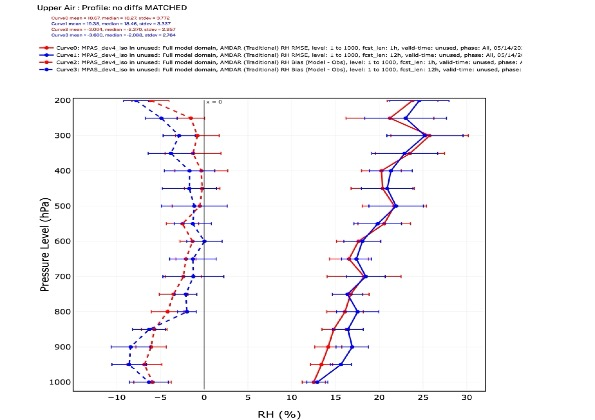 Upper Air : Profile: no diffs MATCHED
Curve0: MPAS_dev4_iso in unused: Full model domain, AMDAR (Traditional) RH RMSE, level: 1 to 1000, fcst_len: 1h, valid-time: unused, phase: All, 05/14/20
Curve1: MPAS_dev4_iso in unused: Full model domain, AMDAR (Traditional) RH RMSE, level: 1 to 1000, fcst_len: 12h, valid-time: unused, phase: All, 05/14/2
Curve2: MPAS_dev4_iso in unused: Full model domain, AMDAR (Traditional) RH Bias (Model - Obs), level: 1 to 1000, fcst_len: 1h, valid-time: unused, phase: A
Curve3: MPAS_dev4_iso in unused: Full model domain, AMDAR (Traditional) RH Bias (Model - Obs), level: 1 to 1000, fcst_len: 12h, valid-time: unused, phase:
200
300
400
500
600
700
800
900
1000
Pressure Level (hPa)
x = 0
−10 −5 0 5 10 15 20 25 30
RH (%)